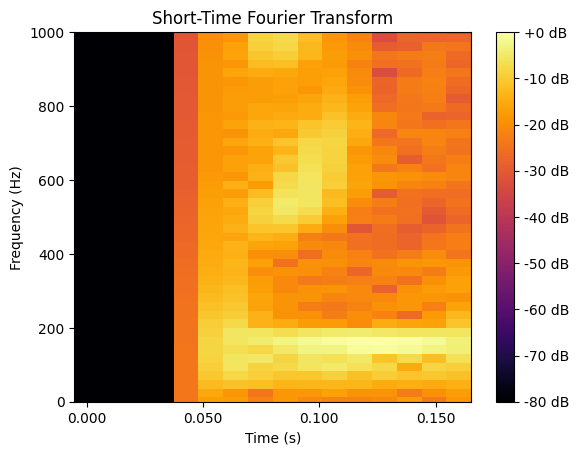 Short-Time Fourier Transform
1000
800
600
400
200
0
Frequency (Hz)
0.000
0.050
0.100
0.150
Time (s)
+0 dB
-10 dB
-20 dB
-30 dB
-40 dB
-50 dB
-60 dB
-70 dB
-80 dB